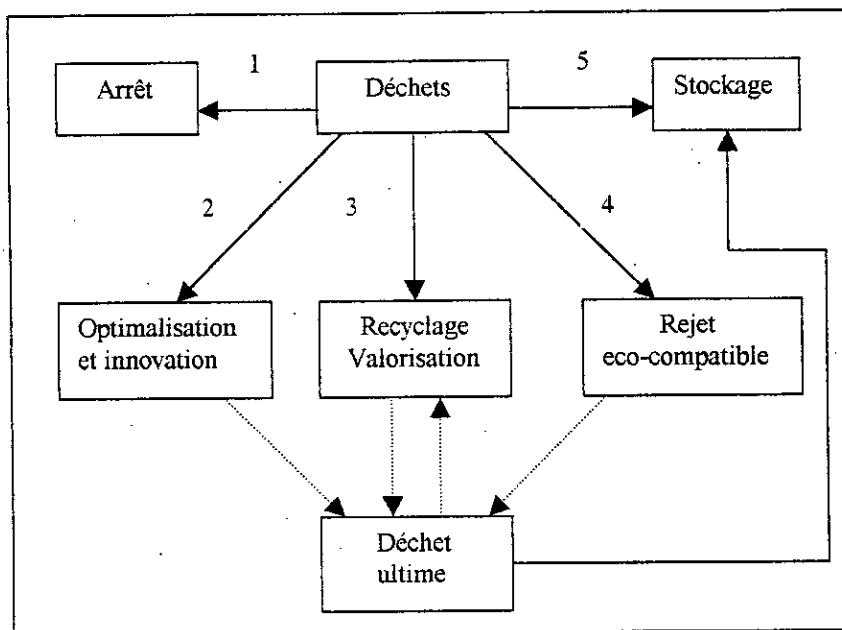 1
5
Arrêt
Déchets
Stockage
2
3
4
Optimalisation
et innovation
Recyclage
Valorisation
Rejet
eco-compatible
Déchet
ultime